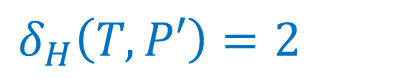 δ_H(T, P′) = 2